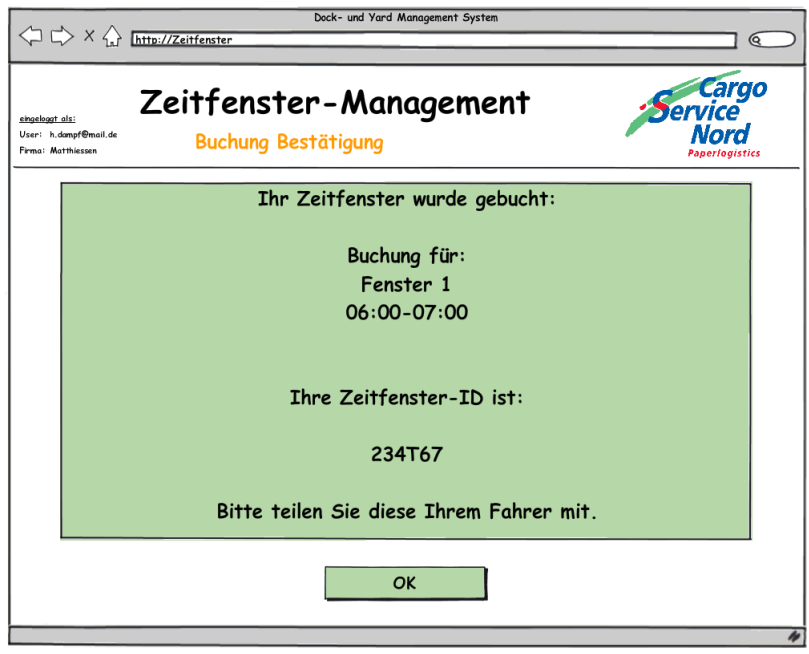 Dock- und Yard Management System
http://Zeitfenster
Zeitfenster-Management
Buchung Bestätigung
eingeloggt als:
User: h.dampf@mail.de
Firma: Matthiessen
Cargo
Service
Nord
Paperlogistics
Ihr Zeitfenster wurde gebucht:
Buchung für:
Fenster 1
06:00-07:00
Ihre Zeitfenster-ID ist:
234T67
Bitte teilen Sie diese Ihrem Fahrer mit.
OK